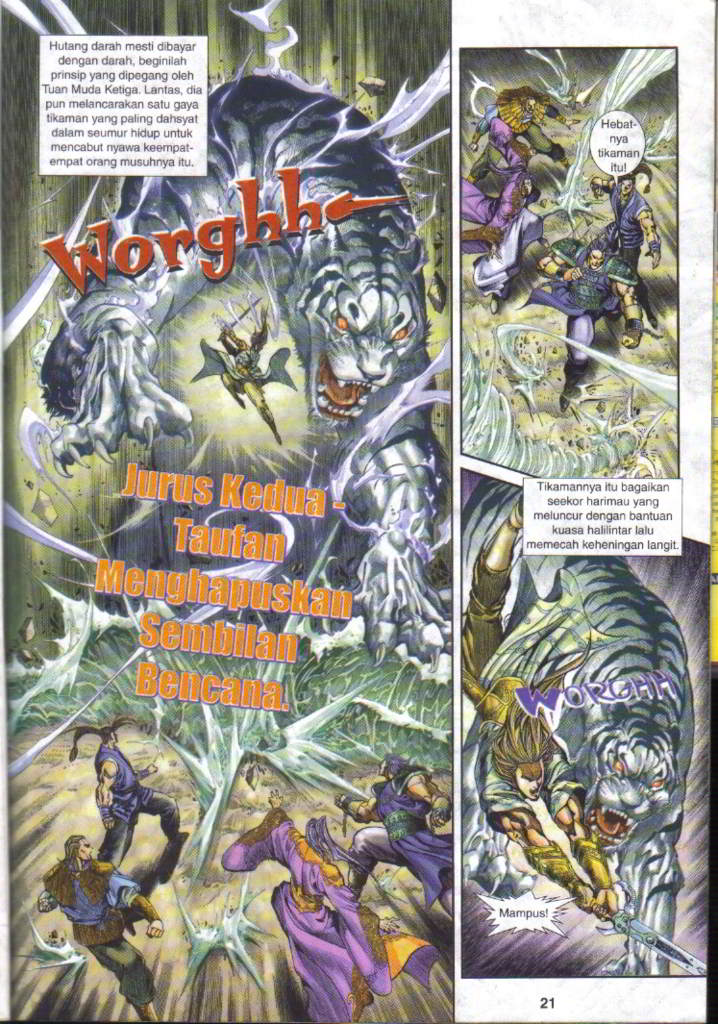 Hutang darah mesti dibayar
dengan darah, beginilah
prinsip yang dipegang oleh
Tuan Muda Ketiga. Lantas, dia
pun melancarakan satu gaya
tikaman yang paling dahsyat
dalam seumur hidup untuk
mencabut nyawa keempat-
empat orang musuhnya itu.
Worghh
Jurus Kedua -
Taufan
Menghapuskan
Sembilan
Bencana.
Hebat-
nya
tikaman
itu!
Tikamannya itu bagaikan
seekor harimau yang
meluncur dengan bantuan
kuasa halilintar lalu
memecah keheningan langit.
WORGHH
Mampus!
21